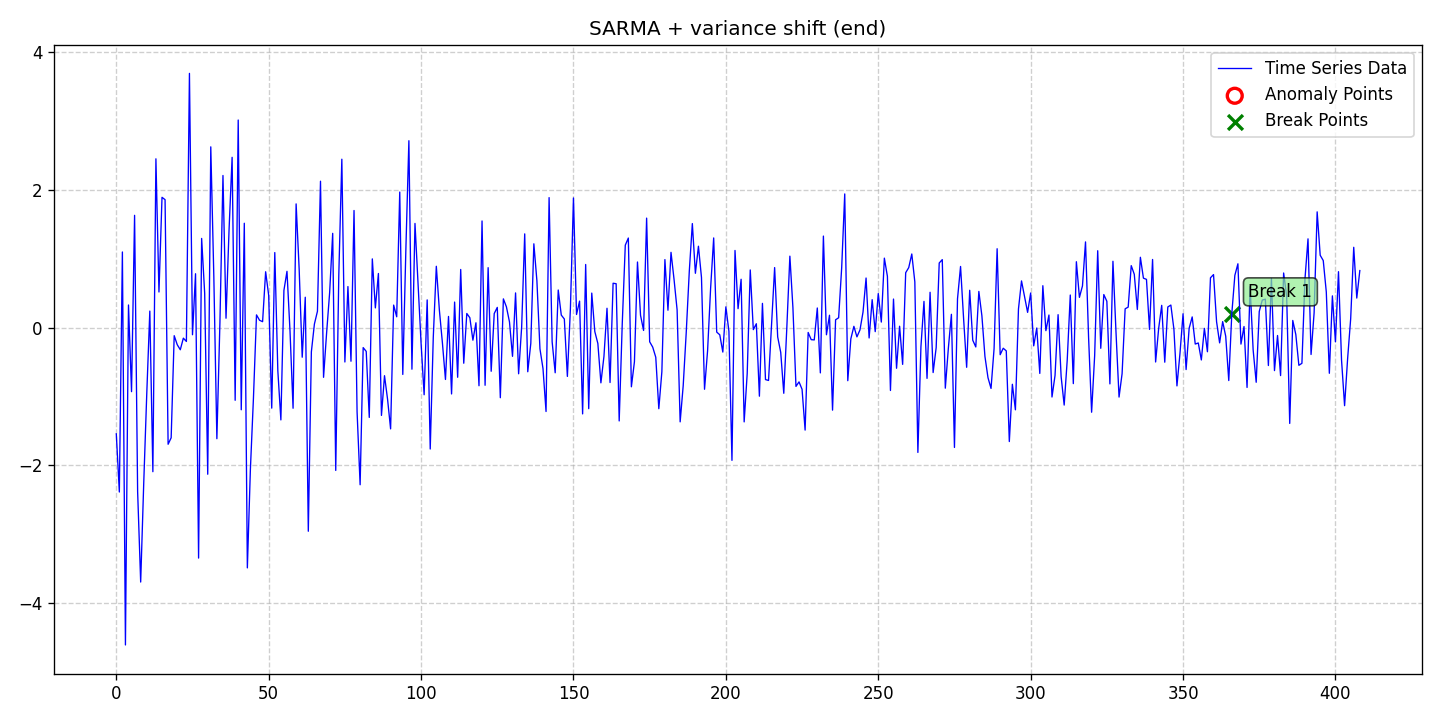 SARMA + variance shift (end)
Time Series Data
Anomaly Points
Break Points
Break 1
4
2
0
−2
−4
0 50 100 150 200 250 300 350 400